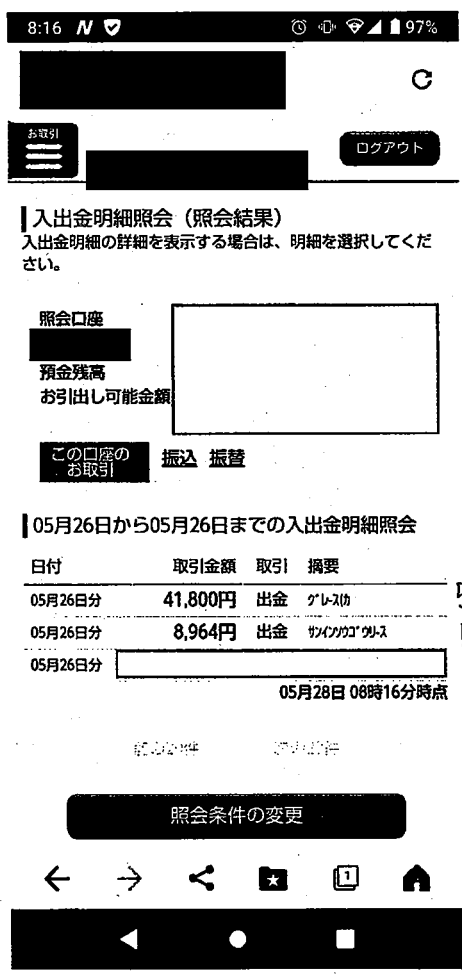 8:16
97%
お取引
ログアウト
入出金明細照会（照会結果）
入出金明細の詳細を表示する場合は、明細を選択してくだ
さい。
照会口座
預金残高
お引出し可能金額
この口座の
お取引
振込 振替
05月26日から05月26日までの入出金明細照会
日付 取引金額 取引 摘要
05月26日分 41,800円 出金 ｸﾞﾚｰｽ(ｶ
05月26日分 8,964円 出金 ｻﾝｲﾝｿｳｺﾞｳﾘｰｽ
05月26日分
05月28日 08時16分時点
照会条件の変更
1